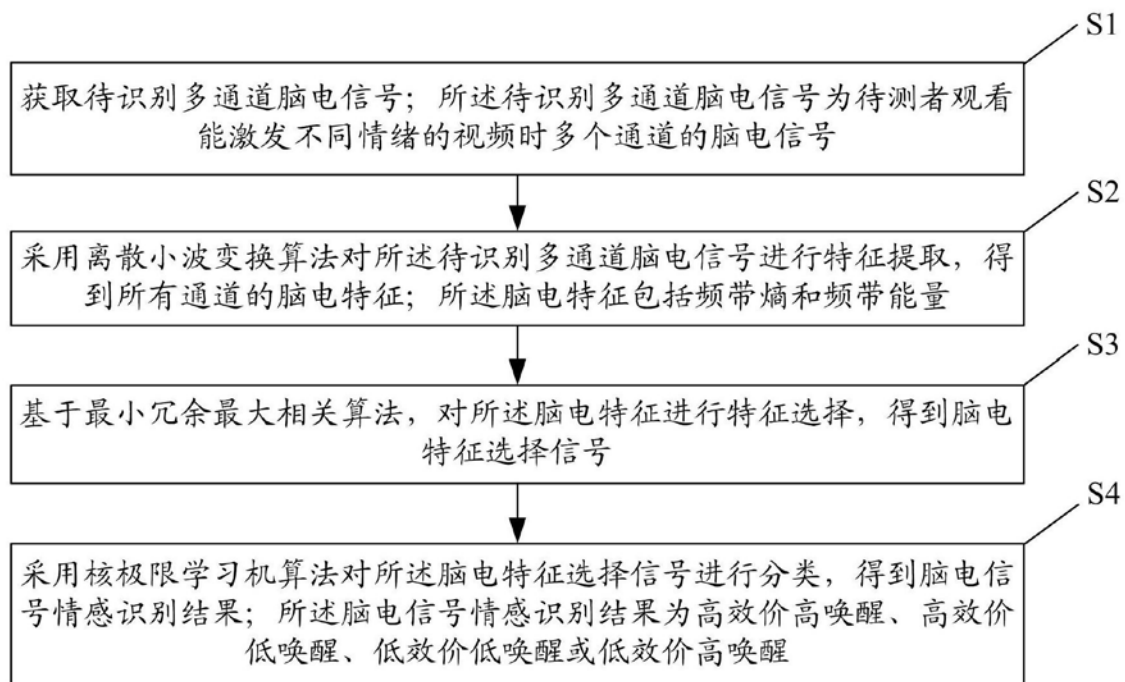 S1
获取待识别多通道脑电信号；所述待识别多通道脑电信号为待测者观看
能激发不同情绪的视频时多个通道的脑电信号
S2
采用离散小波变换算法对所述待识别多通道脑电信号进行特征提取，得
到所有通道的脑电特征；所述脑电特征包括频带熵和频带能量
S3
基于最小冗余最大相关算法，对所述脑电特征进行特征选择，得到脑电
特征选择信号
S4
采用核极限学习机算法对所述脑电特征选择信号进行分类，得到脑电信
号情感识别结果；所述脑电信号情感识别结果为高效价高唤醒、高效价
低唤醒、低效价低唤醒或低效价高唤醒